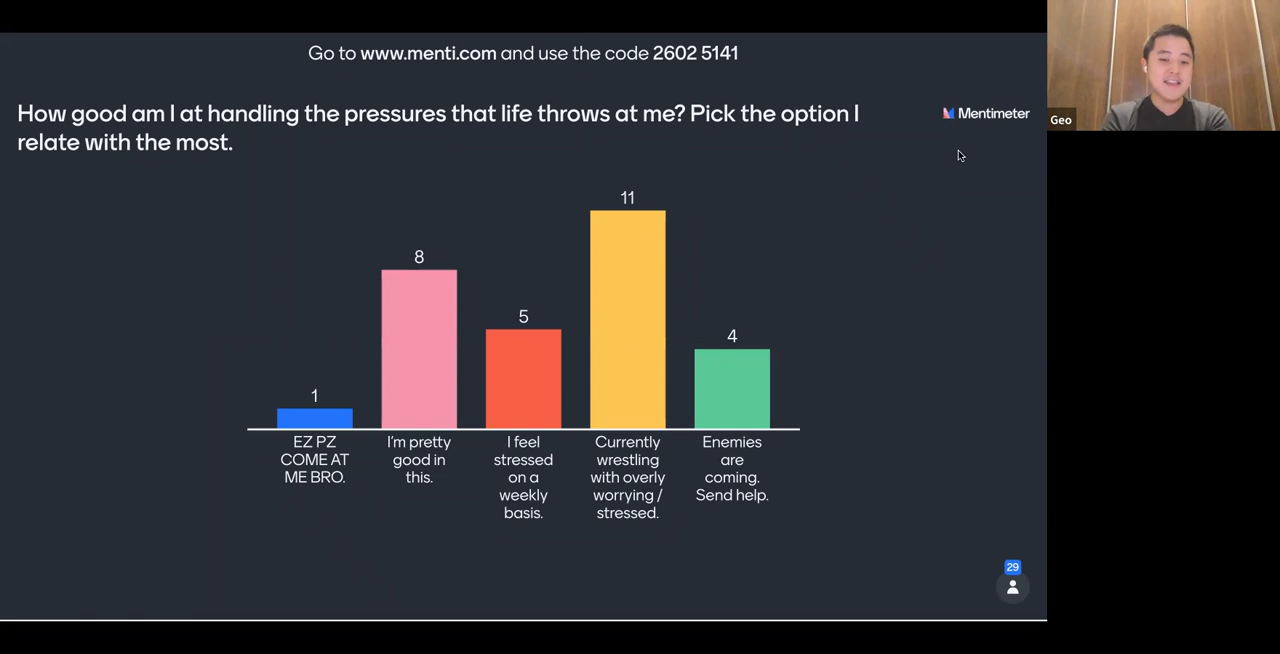 Go to www.menti.com and use the code 2602 5141
How good am I at handling the pressures that life throws at me? Pick the option I
relate with the most.
Mentimeter
Geo
11
8
5
4
1
EZ PZ
COME AT
ME BRO.
I'm pretty
good in
this.
I feel
stressed
on a
weekly
basis.
Currently
wrestling
with overly
worrying /
stressed.
Enemies
are
coming.
Send help.
29